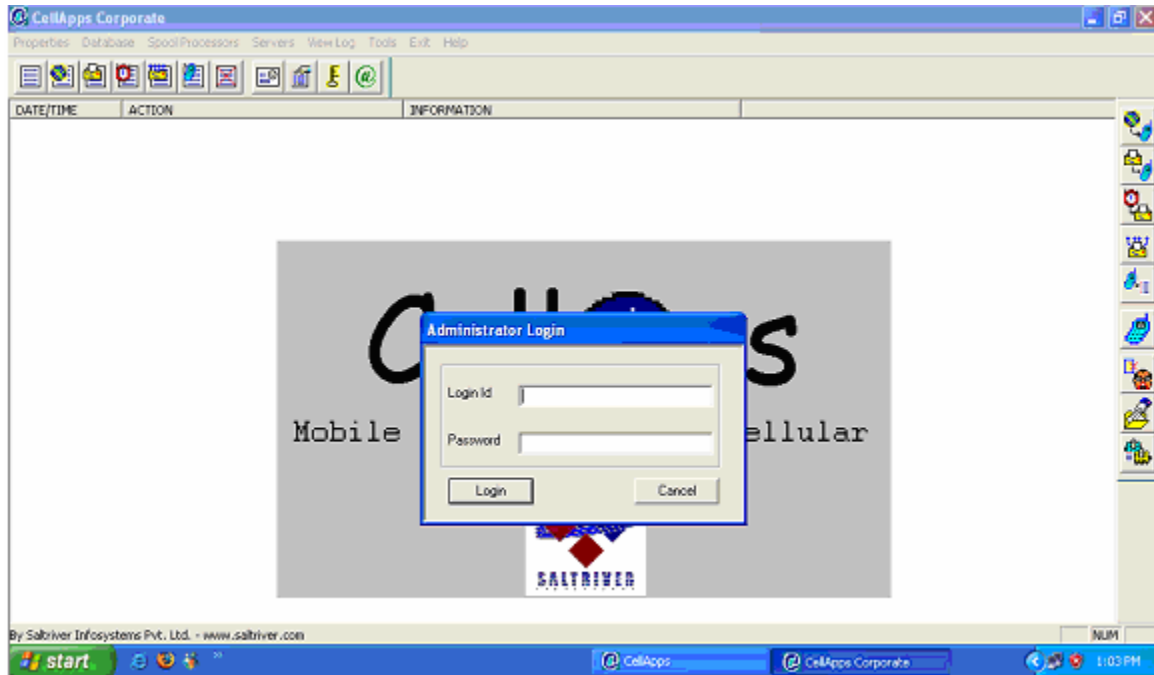 CellApps Corporate
Properties Database Spool Processors Servers View Log Tools Exit Help
DATE/TIME ACTION INFORMATION
Administrator Login
Login Id
Mobile ellular
Password
Login Cancel
SALTRIVER
By Saltriver Infosystems Pvt. Ltd. - www.saltriver.com NUM
start CellApps CellApps Corporate 1:03 PM